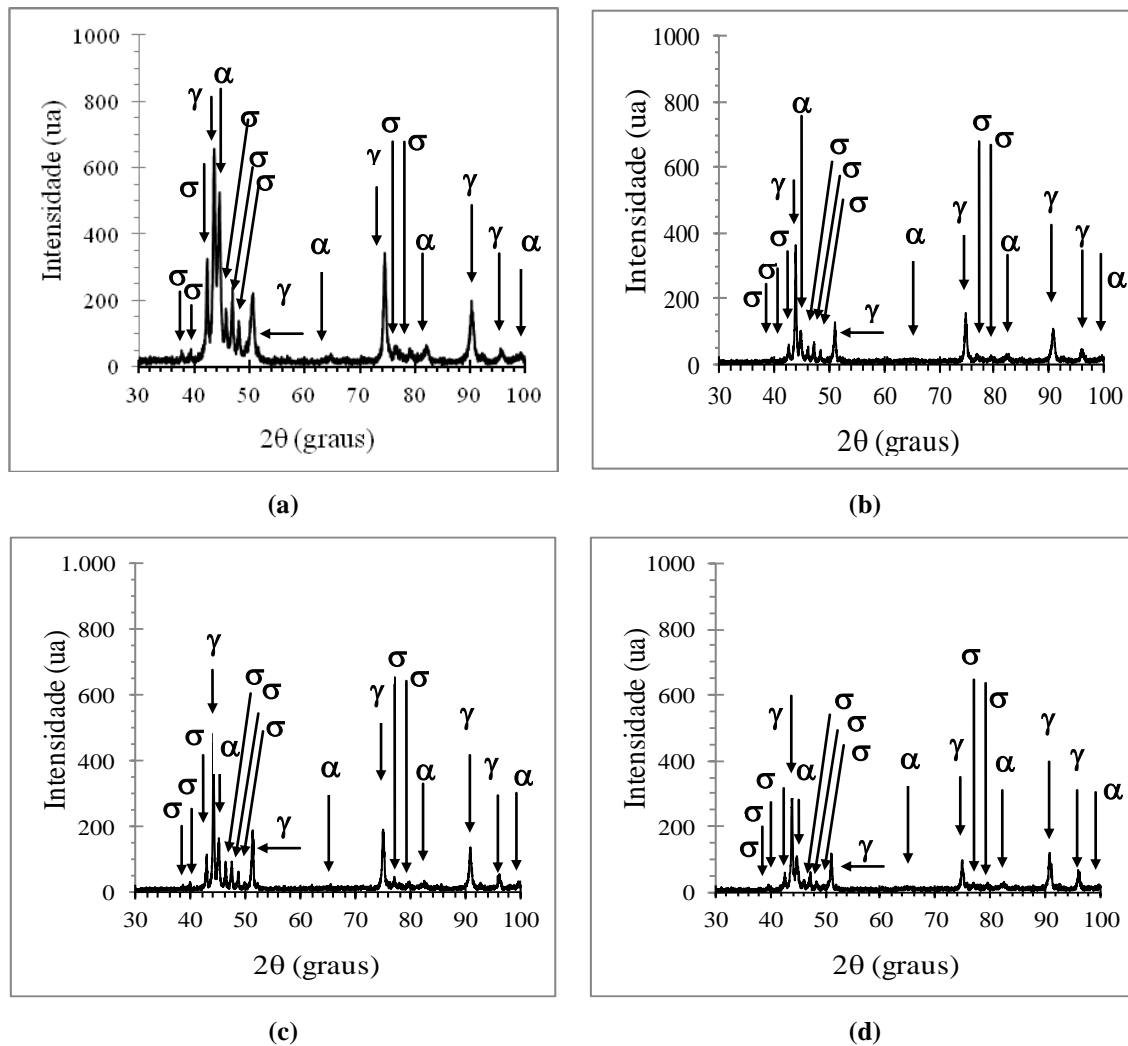 1000
800
600
400
200
0
Intensidade (ua)
30 40 50 60 70 80 90 100
2θ (graus)
σ σ σ γ α σ σ σ γ α γ σ σ α γ γ α
(a)
1000
800
600
400
200
0
Intensidade (ua)
30 40 50 60 70 80 90 100
2θ (graus)
σ σ σ γ α σ σ σ γ α γ σ σ α γ γ α
(b)
1.000
800
600
400
200
0
Intensidade (ua)
30 40 50 60 70 80 90 100
2θ (graus)
σ σ σ γ α σ σ σ γ α γ σ σ α γ γ α
(c)
1000
800
600
400
200
0
Intensidade (ua)
30 40 50 60 70 80 90 100
2θ (graus)
σ σ σ γ α σ σ σ γ α γ σ σ α γ γ α
(d)